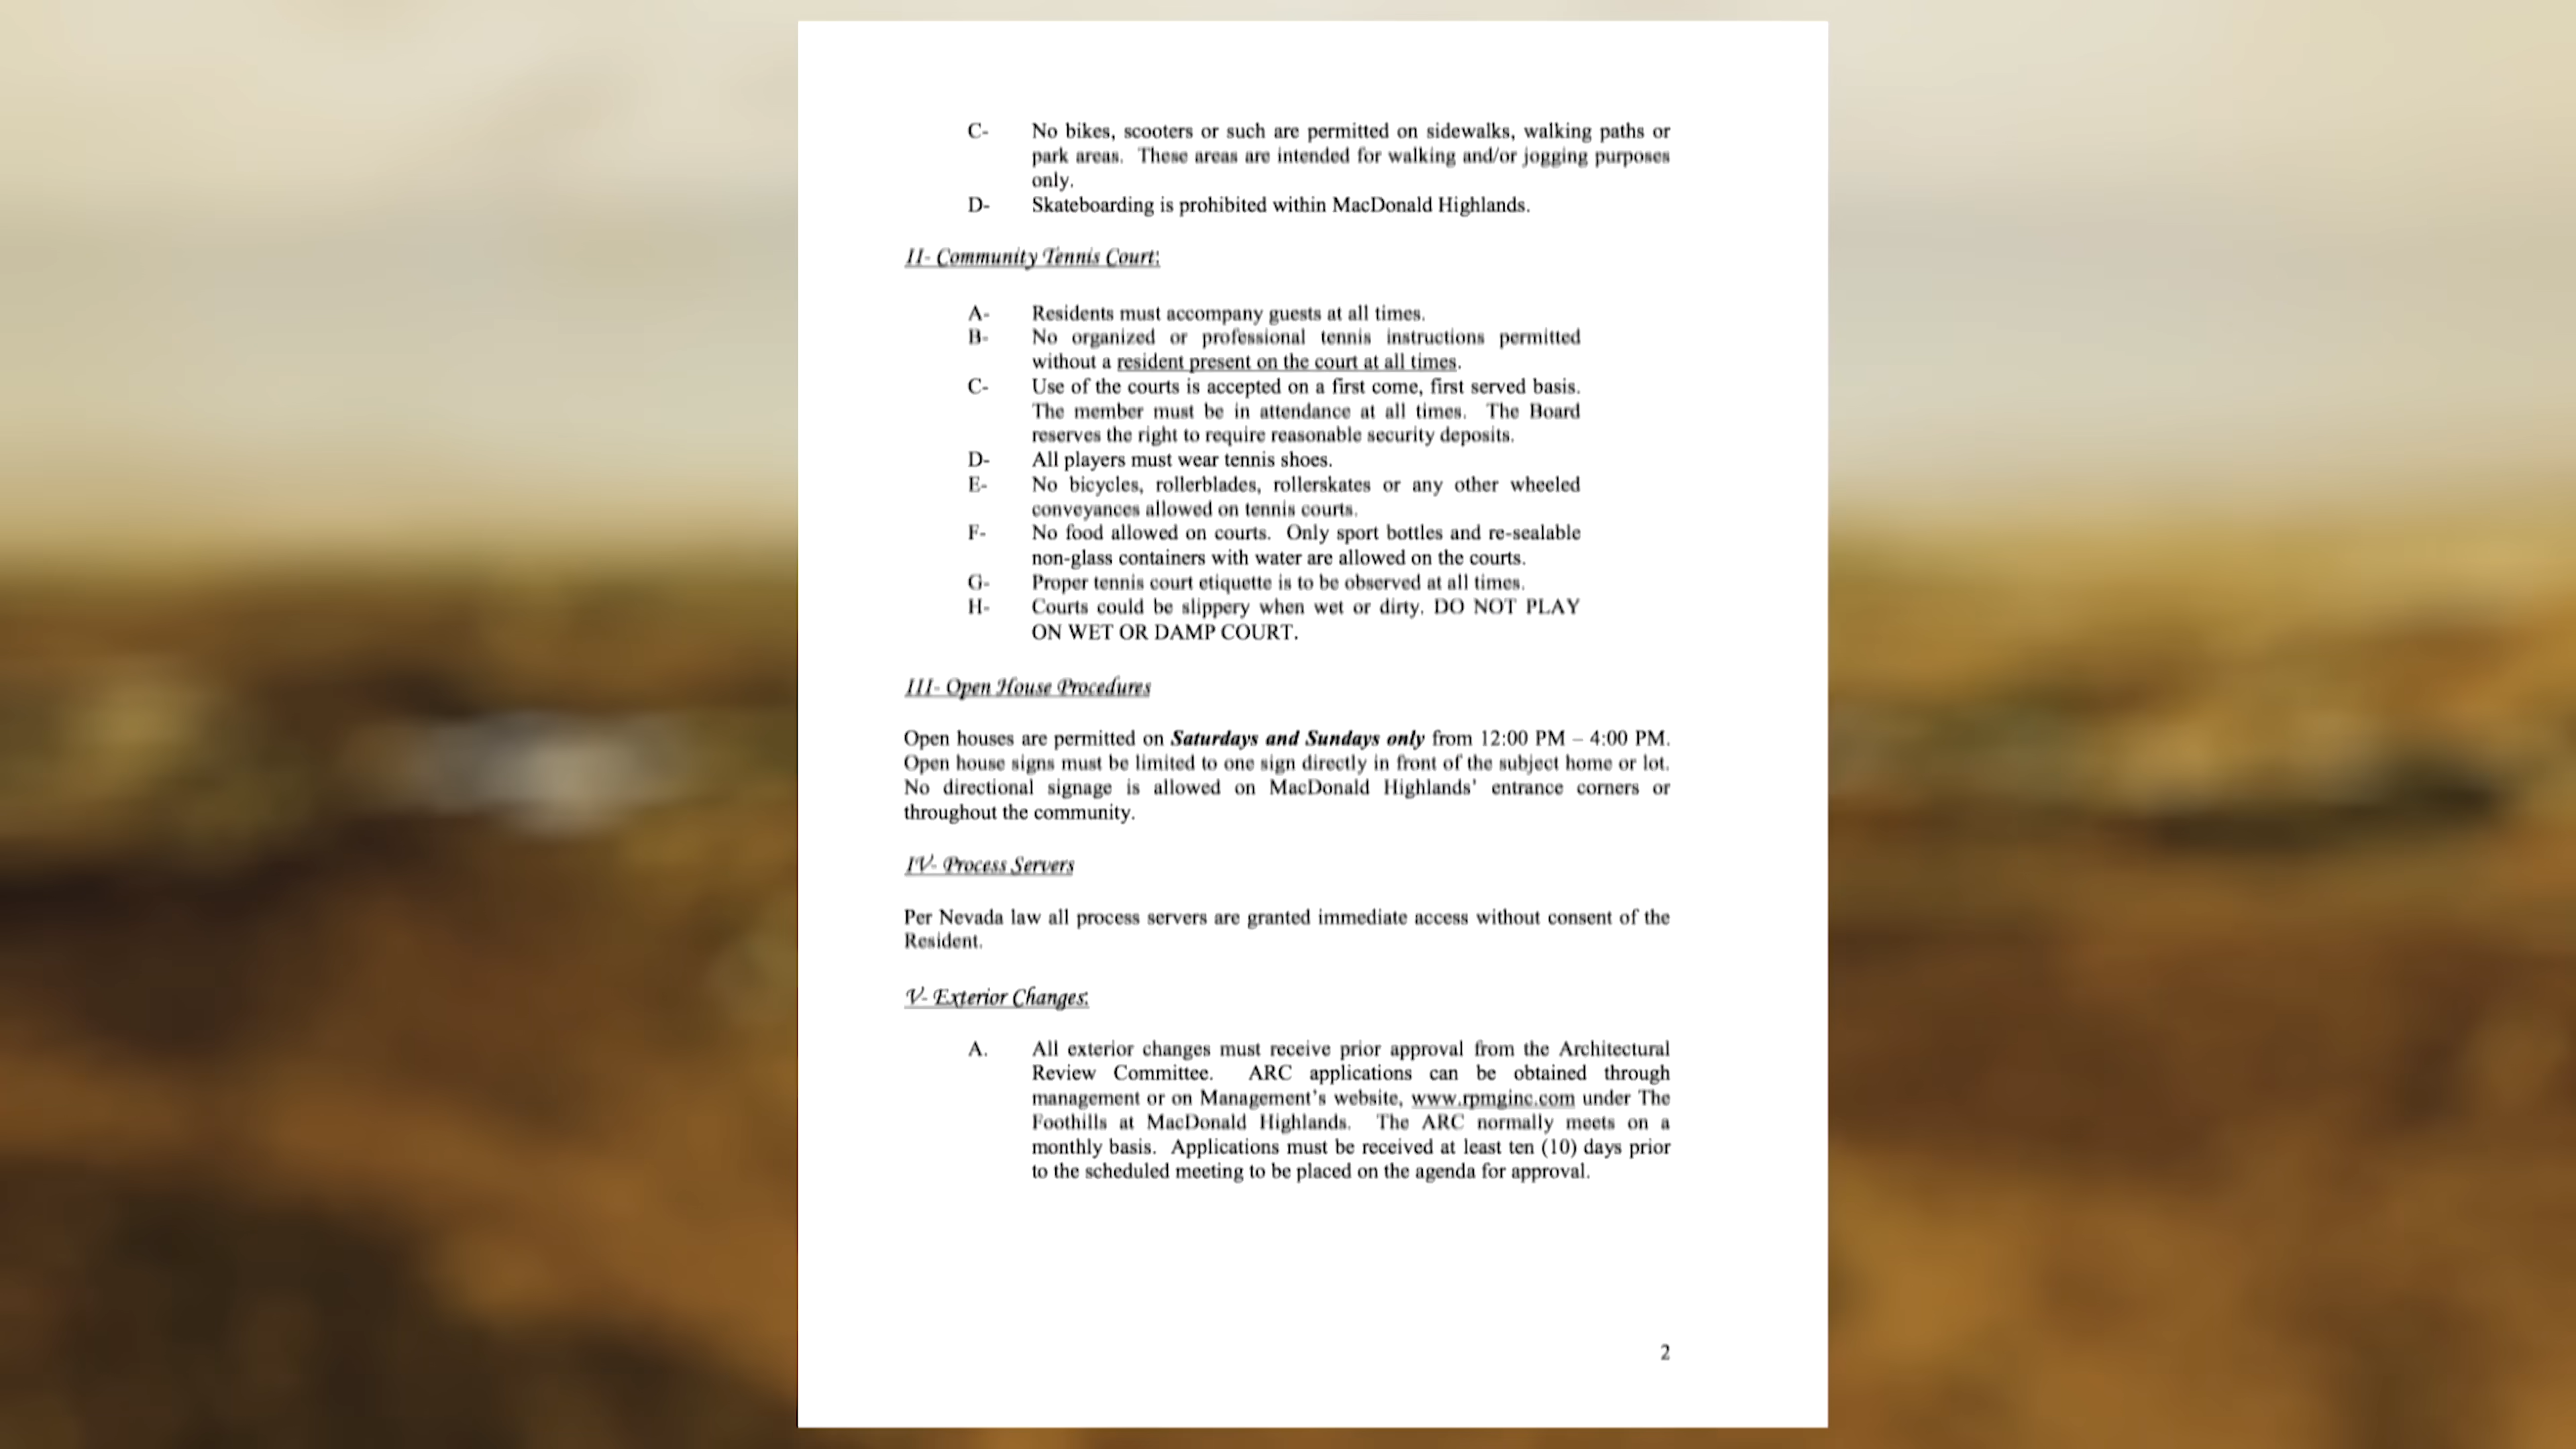 C- No bikes, scooters or such are permitted on sidewalks, walking paths or
park areas. These areas are intended for walking and/or jogging purposes
only.
D- Skateboarding is prohibited within MacDonald Highlands.
II- Community Tennis Court:
A- Residents must accompany guests at all times.
B- No organized or professional tennis instructions permitted
without a resident present on the court at all times.
C- Use of the courts is accepted on a first come, first served basis.
The member must be in attendance at all times. The Board
reserves the right to require reasonable security deposits.
D- All players must wear tennis shoes.
E- No bicycles, rollerblades, rollerskates or any other wheeled
conveyances allowed on tennis courts.
F- No food allowed on courts. Only sport bottles and re-sealable
non-glass containers with water are allowed on the courts.
G- Proper tennis court etiquette is to be observed at all times.
H- Courts could be slippery when wet or dirty. DO NOT PLAY
ON WET OR DAMP COURT.
III- Open House Procedures
Open houses are permitted on Saturdays and Sundays only from 12:00 PM – 4:00 PM.
Open house signs must be limited to one sign directly in front of the subject home or lot.
No directional signage is allowed on MacDonald Highlands' entrance corners or
throughout the community.
IV- Process Servers
Per Nevada law all process servers are granted immediate access without consent of the
Resident.
V- Exterior Changes:
A. All exterior changes must receive prior approval from the Architectural
Review Committee. ARC applications can be obtained through
management or on Management's website, www.rpmginc.com under The
Foothills at MacDonald Highlands. The ARC normally meets on a
monthly basis. Applications must be received at least ten (10) days prior
to the scheduled meeting to be placed on the agenda for approval.
2